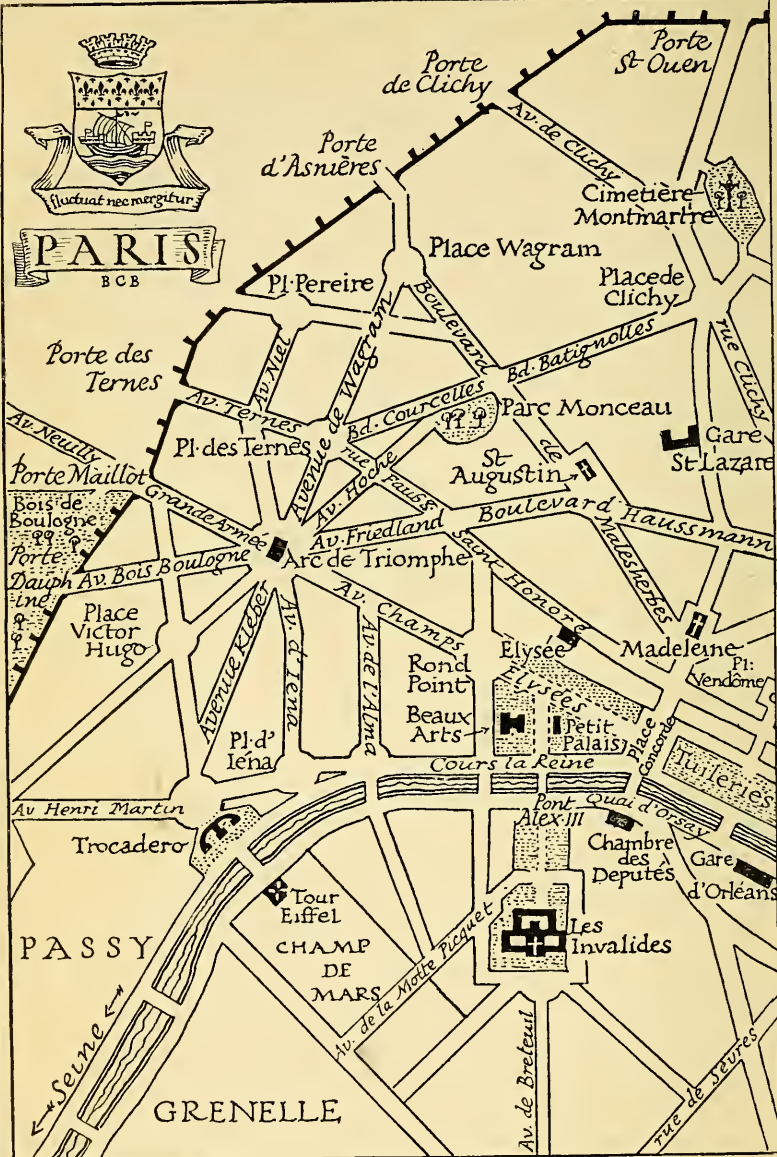 fluctuat nec mergitur
PARIS
BCB
Porte
de Clichy
Porte
St Ouen
Av. de Clichy
Porte
d'Asnières
Cimetière
Montmartre
Place Wagram
Pl. Pereire
Place de
Clichy
Boulevard
Avenue de Wagram
Av. Niel
Bd. Batignolles
rue Clichy
Porte des
Ternes
Av. Ternes
Bd. Courcelles
Parc Monceau
Av. Neuilly
Pl. des Ternes
Gare
St Lazare
Porte Maillot
rue Faubg
Av. Hoche
de
St
Augustin
Grande Armée
Bois de
Boulogne
Porte
Dauph
ine
Av. Bois Boulogne
Av. Friedland
Boulevard Haussmann
Arc de Triomphe
Saint Honoré
Malesherbes
Place
Victor
Hugo
Avenue Kléber
Av. d'Iena
Av. de l'Alma
Av. Champs
Elysées
Elysée
Madeleine
Pl:
Vendôme
Rond
Point
Beaux
Arts
Petit
Palais
Place
Concorde
Pl. d'
Iéna
Cours la Reine
Tuileries
Av Henri Martin
Pont
Alex. III
Quai d'Orsay
Trocadero
Chambre
des
Deputés
Gare
d'Orléans
Tour
Eiffel
CHAMP
DE
MARS
Av. de la Motte Picquet
Les
Invalides
PASSY
Seine
GRENELLE
Av. de Breteuil
rue de Sèvres